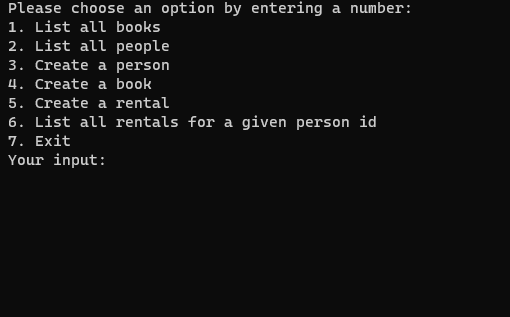 Please choose an option by entering a number:
1. List all books
2. List all people
3. Create a person
4. Create a book
5. Create a rental
6. List all rentals for a given person id
7. Exit
Your input: